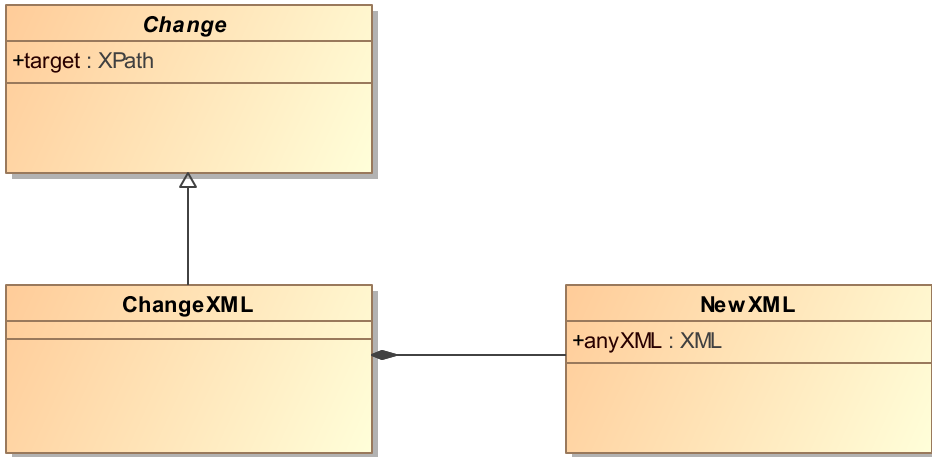 Change
+target : XPath
ChangeXML
NewXML
+anyXML : XML